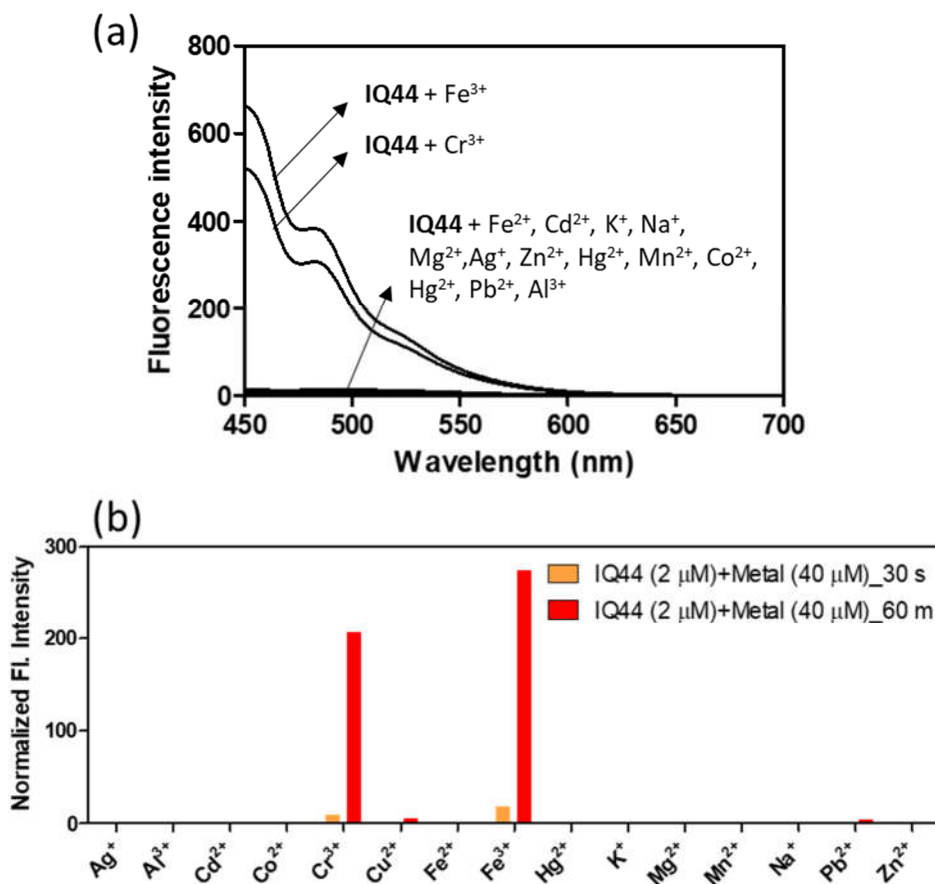 (a)
800
600
400
200
0
Fluorescence intensity
IQ44 + Fe³⁺
IQ44 + Cr³⁺
IQ44 + Fe²⁺, Cd²⁺, K⁺, Na⁺,
Mg²⁺,Ag⁺, Zn²⁺, Hg²⁺, Mn²⁺, Co²⁺,
Hg²⁺, Pb²⁺, Al³⁺
450 500 550 600 650 700
Wavelength (nm)
(b)
300
200
100
0
Normalized Fl. Intensity
IQ44 (2 μM)+Metal (40 μM)_30 s
IQ44 (2 μM)+Metal (40 μM)_60 m
Ag⁺ Al³⁺ Cd²⁺ Co²⁺ Cr³⁺ Cu²⁺ Fe²⁺ Fe³⁺ Hg²⁺ K⁺ Mg²⁺ Mn²⁺ Na⁺ Pb²⁺ Zn²⁺